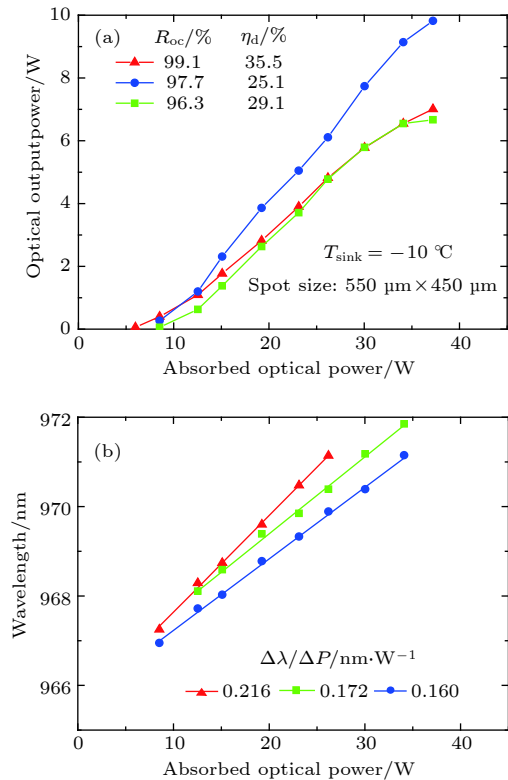 (a)
R_oc/% η_d/%
99.1 35.5
97.7 25.1
96.3 29.1
T_sink = −10 ℃
Spot size: 550 µm×450 µm
10
8
6
4
2
0
Optical outputpower/W
0 10 20 30 40
Absorbed optical power/W
(b)
972
970
968
966
Wavelength/nm
Δλ/ΔP/nm·W⁻¹
0.216 0.172 0.160
0 10 20 30 40
Absorbed optical power/W